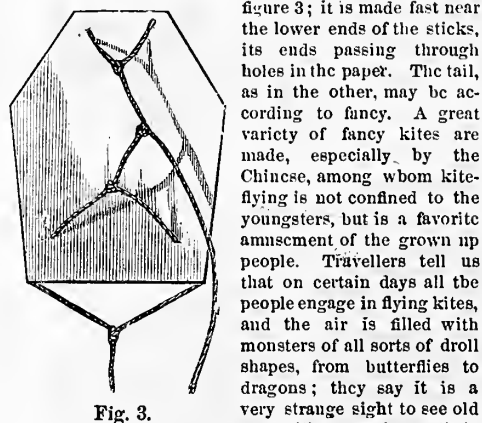 figure 3; it is made fast near
the lower ends of the sticks,
its ends passing through
holes in the paper. The tail,
as in the other, may be ac-
cording to fancy. A great
variety of fancy kites are
made, especially by the
Chinese, among whom kite-
flying is not confined to the
youngsters, but is a favorite
amusement of the grown up
people. Travellers tell us
that on certain days all the
people engage in flying kites,
and the air is filled with
monsters of all sorts of droll
shapes, from butterflies to
dragons; they say it is a
very strange sight to see old
Fig. 3.